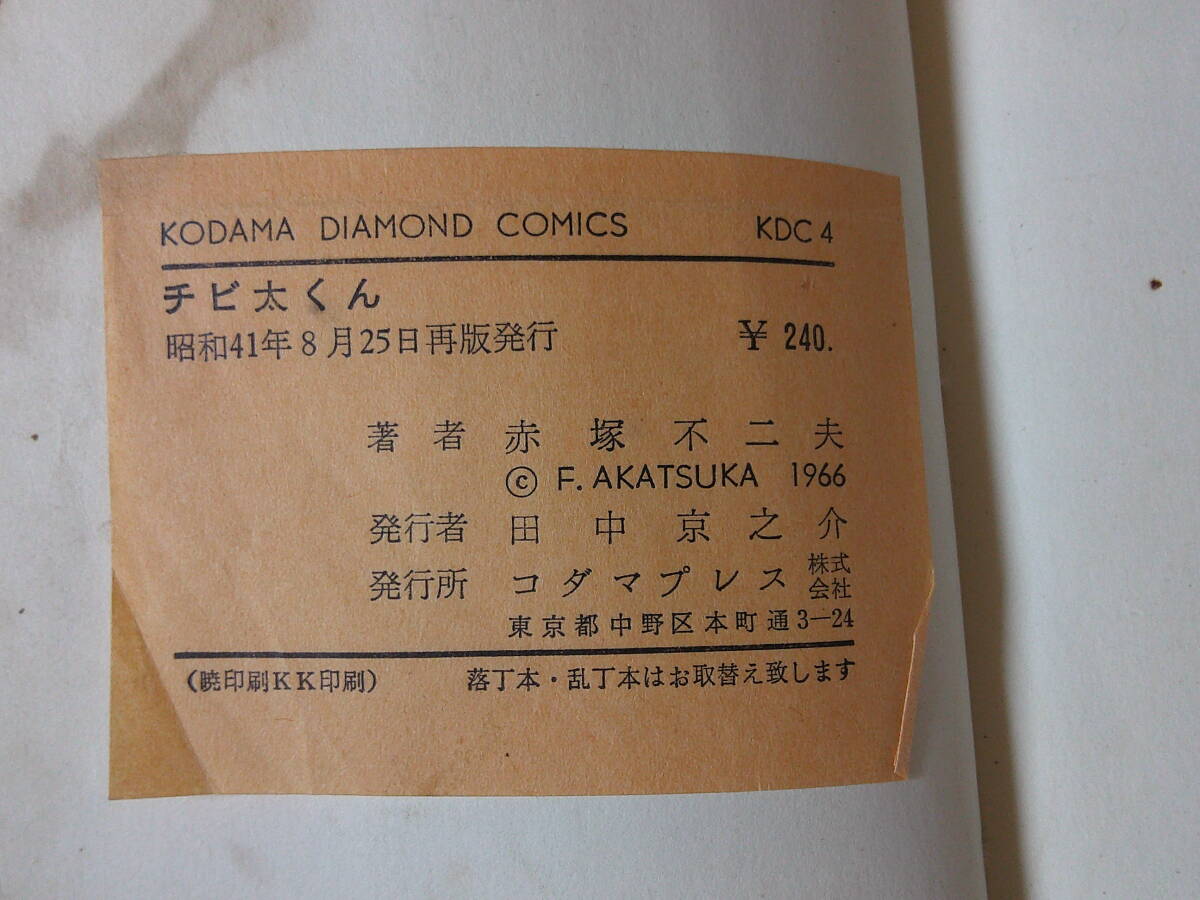 KODAMA DIAMOND COMICS KDC 4
チビ太くん
昭和41年8月25日再版発行 ¥ 240.
著者 赤塚不二夫
© F. AKATSUKA 1966
発行者 田中京之介
発行所 コダマプレス株式会社
東京都中野区本町通3—24
(暁印刷KK印刷) 落丁本・乱丁本はお取替え致します